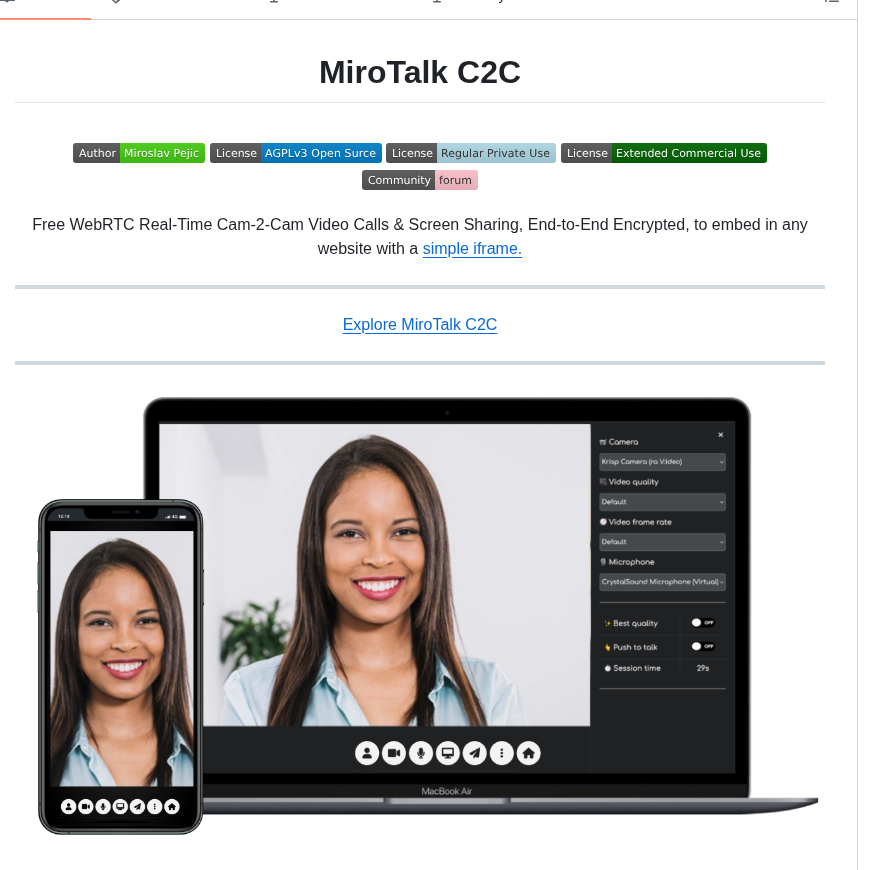 MiroTalk C2C
Author Miroslav Pejic License AGPLv3 Open Surce License Regular Private Use License Extended Commercial Use
Community forum
Free WebRTC Real-Time Cam-2-Cam Video Calls & Screen Sharing, End-to-End Encrypted, to embed in any
website with a simple iframe.
Explore MiroTalk C2C
Camera
Krisp Camera (ra Video)
Video quality
Default
Video frame rate
Default
Microphone
CrystalSound Microphone (Virtual)
Best quality OFF
Push to talk OFF
Session time 29s
12:16
4G
MacBook Air